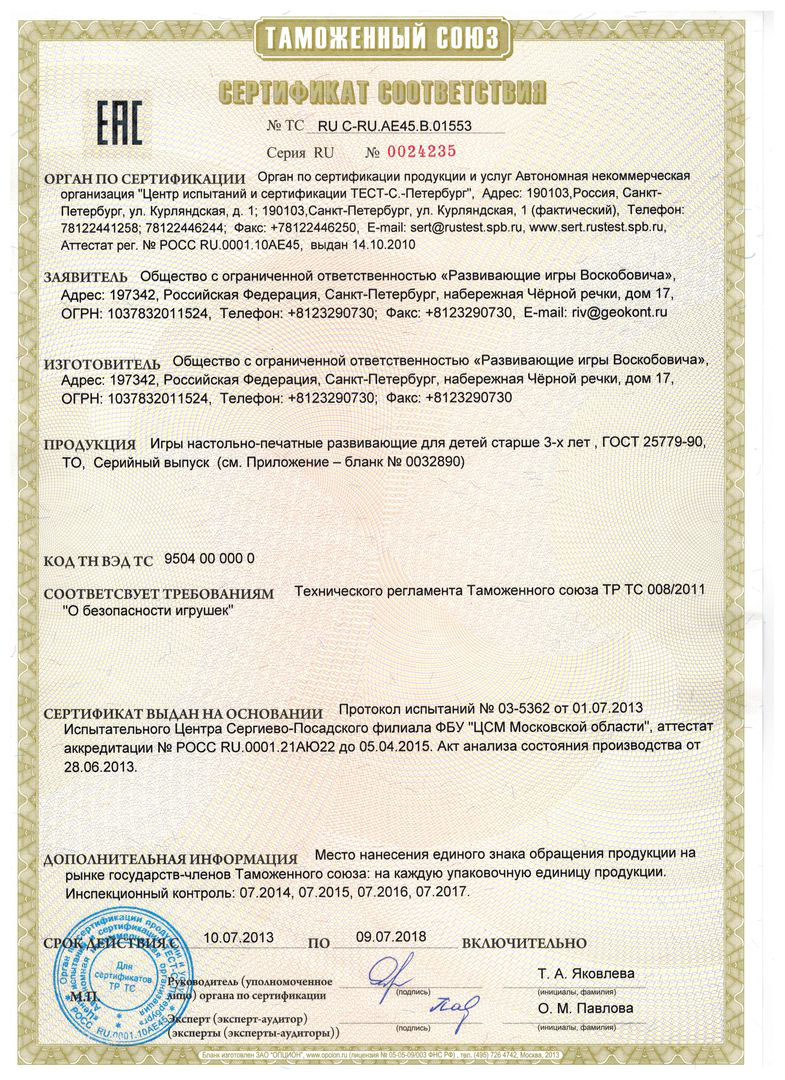 ТАМОЖЕННЫЙ СОЮЗ
СЕРТИФИКАТ СООТВЕТСТВИЯ
ЕАС
№ ТС RU C-RU.АЕ45.В.01553
Серия RU № 0024235
ОРГАН ПО СЕРТИФИКАЦИИ Орган по сертификации продукции и услуг Автономная некоммерческая
организация "Центр испытаний и сертификации ТЕСТ-С.-Петербург", Адрес: 190103,Россия, Санкт-
Петербург, ул. Курляндская, д. 1; 190103,Санкт-Петербург, ул. Курляндская, 1 (фактический), Телефон:
78122441258; 78122446244; Факс: +78122446250, E-mail: sert@rustest.spb.ru, www.sert.rustest.spb.ru,
Аттестат рег. № РОСС RU.0001.10АЕ45, выдан 14.10.2010
ЗАЯВИТЕЛЬ Общество с ограниченной ответственностью «Развивающие игры Воскобовича»,
Адрес: 197342, Российская Федерация, Санкт-Петербург, набережная Чёрной речки, дом 17,
ОГРН: 1037832011524, Телефон: +8123290730; Факс: +8123290730, E-mail: riv@geokont.ru
ИЗГОТОВИТЕЛЬ Общество с ограниченной ответственностью «Развивающие игры Воскобовича»,
Адрес: 197342, Российская Федерация, Санкт-Петербург, набережная Чёрной речки, дом 17,
ОГРН: 1037832011524, Телефон: +8123290730; Факс: +8123290730
ПРОДУКЦИЯ Игры настольно-печатные развивающие для детей старше 3-х лет , ГОСТ 25779-90,
ТО, Серийный выпуск (см. Приложение – бланк № 0032890)
КОД ТН ВЭД ТС 9504 00 000 0
СООТВЕТСВУЕТ ТРЕБОВАНИЯМ Технического регламента Таможенного союза ТР ТС 008/2011
"О безопасности игрушек"
СЕРТИФИКАТ ВЫДАН НА ОСНОВАНИИ Протокол испытаний № 03-5362 от 01.07.2013
Испытательного Центра Сергиево-Посадского филиала ФБУ "ЦСМ Московской области", аттестат
аккредитации № РОСС RU.0001.21АЮ22 до 05.04.2015. Акт анализа состояния производства от
28.06.2013.
ДОПОЛНИТЕЛЬНАЯ ИНФОРМАЦИЯ Место нанесения единого знака обращения продукции на
рынке государств-членов Таможенного союза: на каждую упаковочную единицу продукции.
Инспекционный контроль: 07.2014, 07.2015, 07.2016, 07.2017.
СРОК ДЕЙСТВИЯ С 10.07.2013 ПО 09.07.2018 ВКЛЮЧИТЕЛЬНО
Для
сертификатов
ТР ТС
РОСС RU.0001.10АЕ45
М.П.
Руководитель (уполномоченное
лицо) органа по сертификации
(подпись)
Т. А. Яковлева
(инициалы, фамилия)
Эксперт (эксперт-аудитор)
(эксперты (эксперты-аудиторы))
(подпись)
О. М. Павлова
(инициалы, фамилия)
Бланк изготовлен ЗАО "ОПЦИОН", www.opcion.ru (лицензия № 05-05-09/003 ФНС РФ) , тел. (495) 726 4742, Москва, 2013